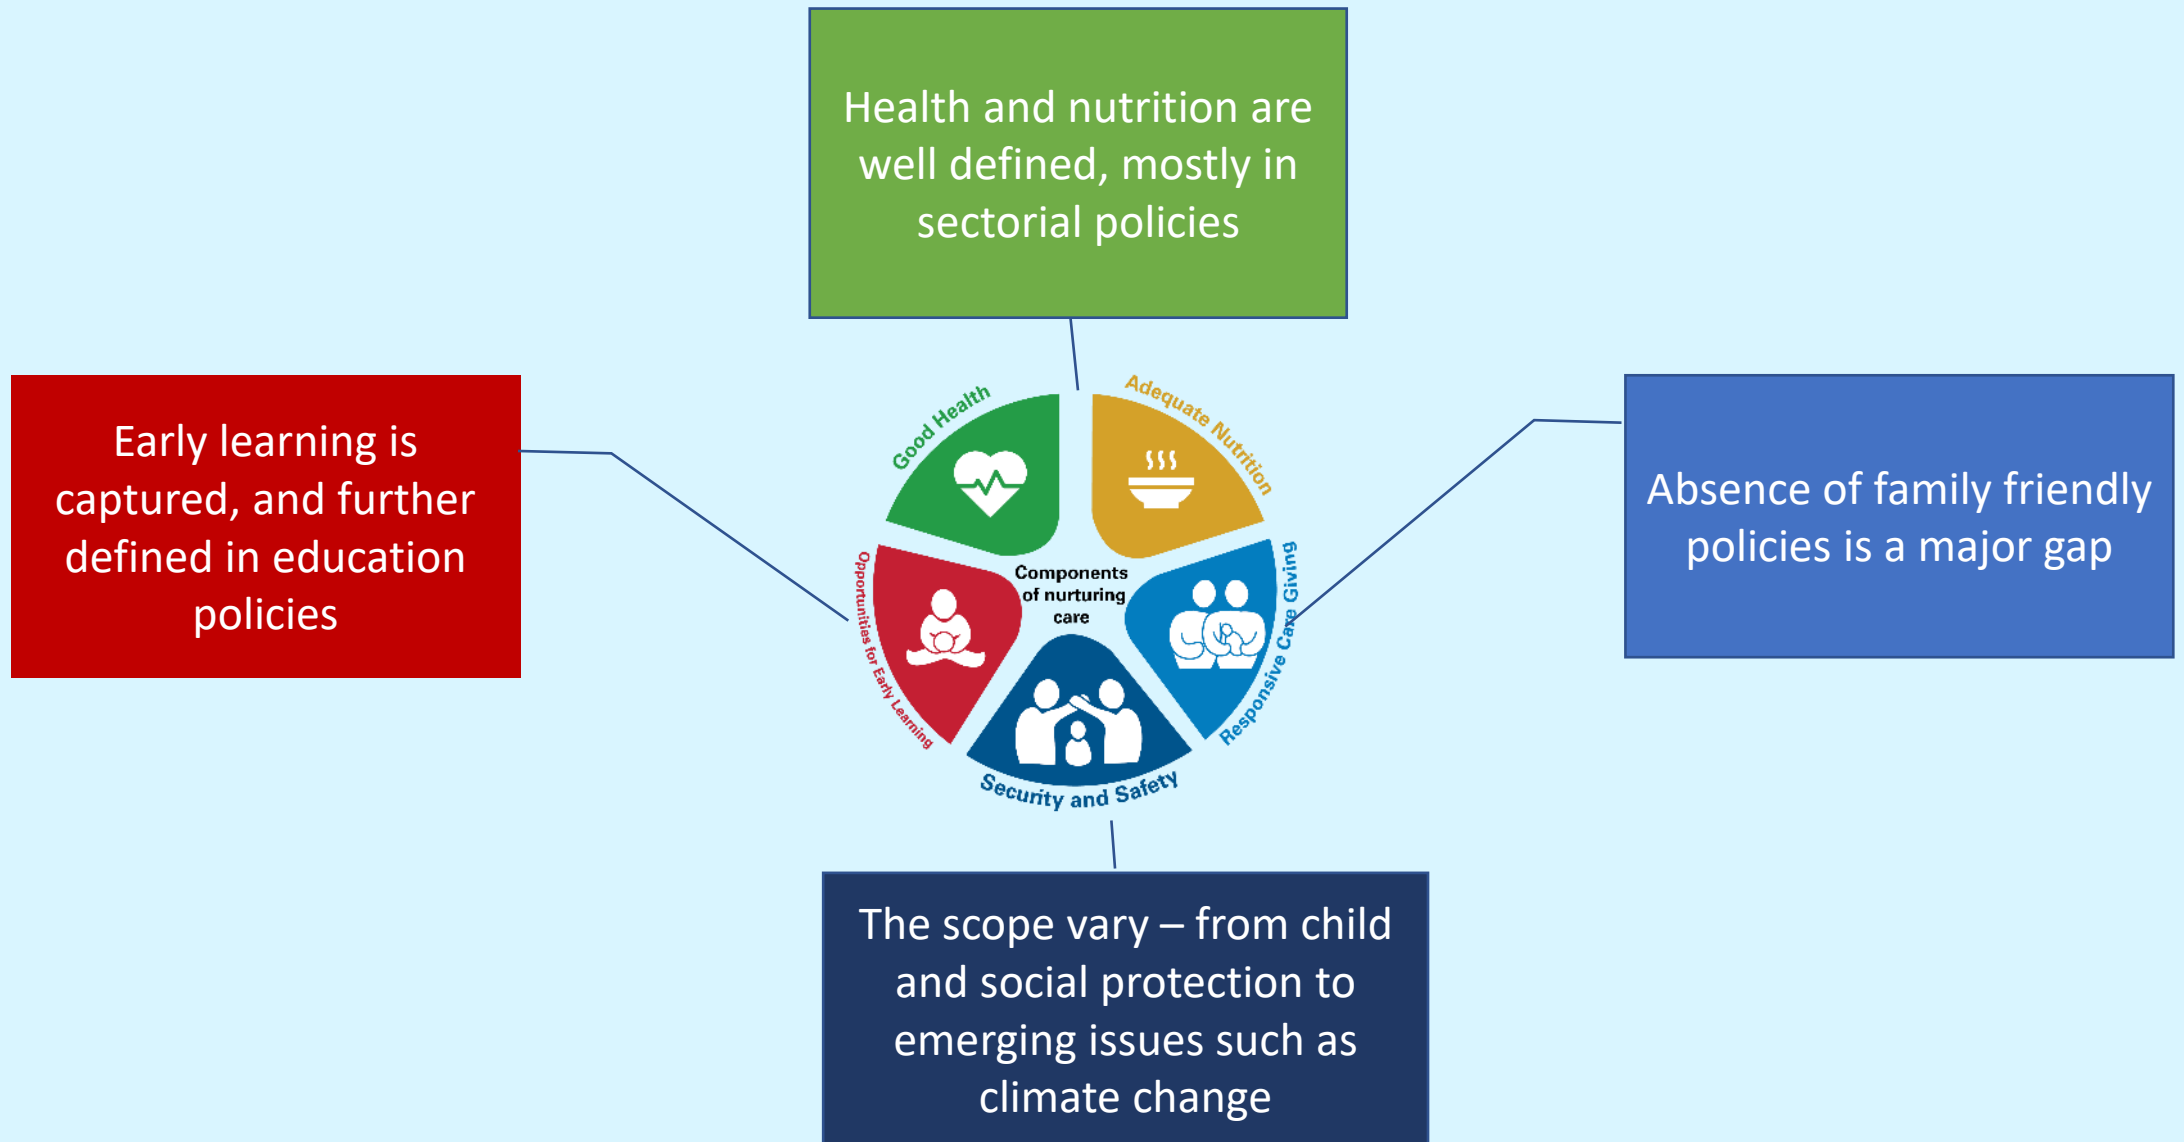 Health and nutrition are
well defined, mostly in
sectorial policies
Early learning is
captured, and further
defined in education
policies
Good Health
Adequate Nutrition
Opportunities for Early Learning
Components
of nurturing
care
Responsive Care Giving
Security and Safety
Absence of family friendly
policies is a major gap
The scope vary – from child
and social protection to
emerging issues such as
climate change